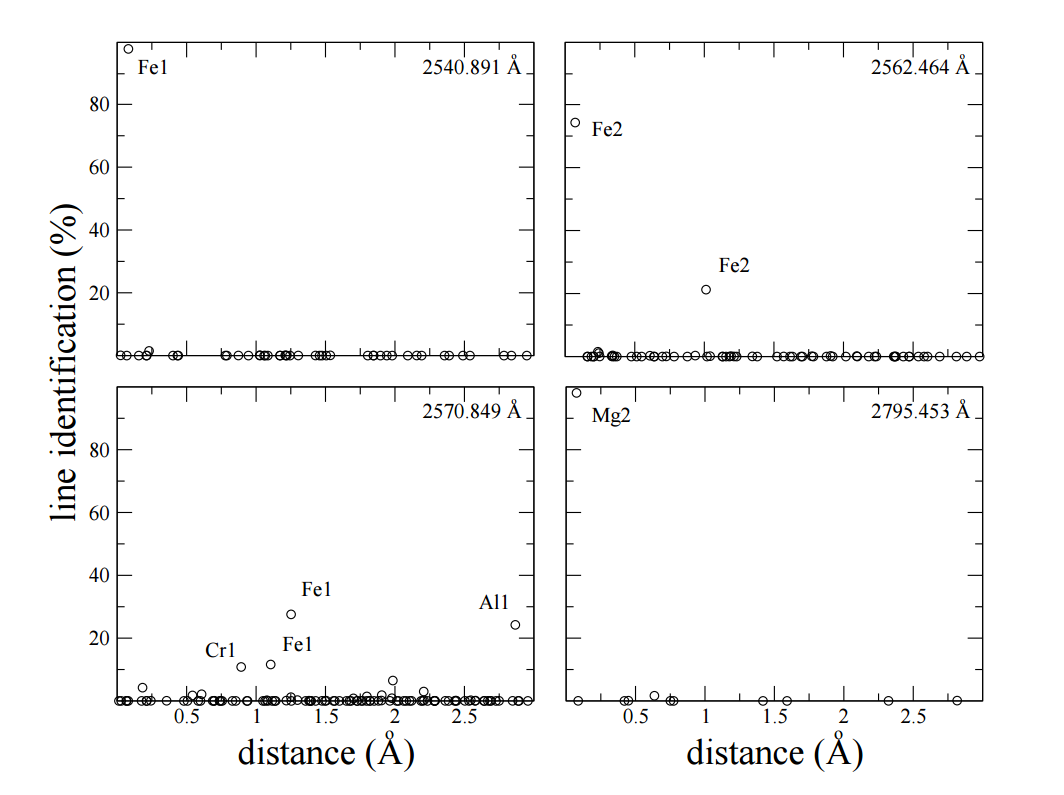 Fe1 2540.891 Å
Fe2 2562.464 Å
Fe2
80
60
40
20
line identification (%)
2570.849 Å
Fe1
Al1
Cr1 Fe1
80
60
40
20
Mg2 2795.453 Å
0.5 1 1.5 2 2.5
distance (Å)
0.5 1 1.5 2 2.5
distance (Å)